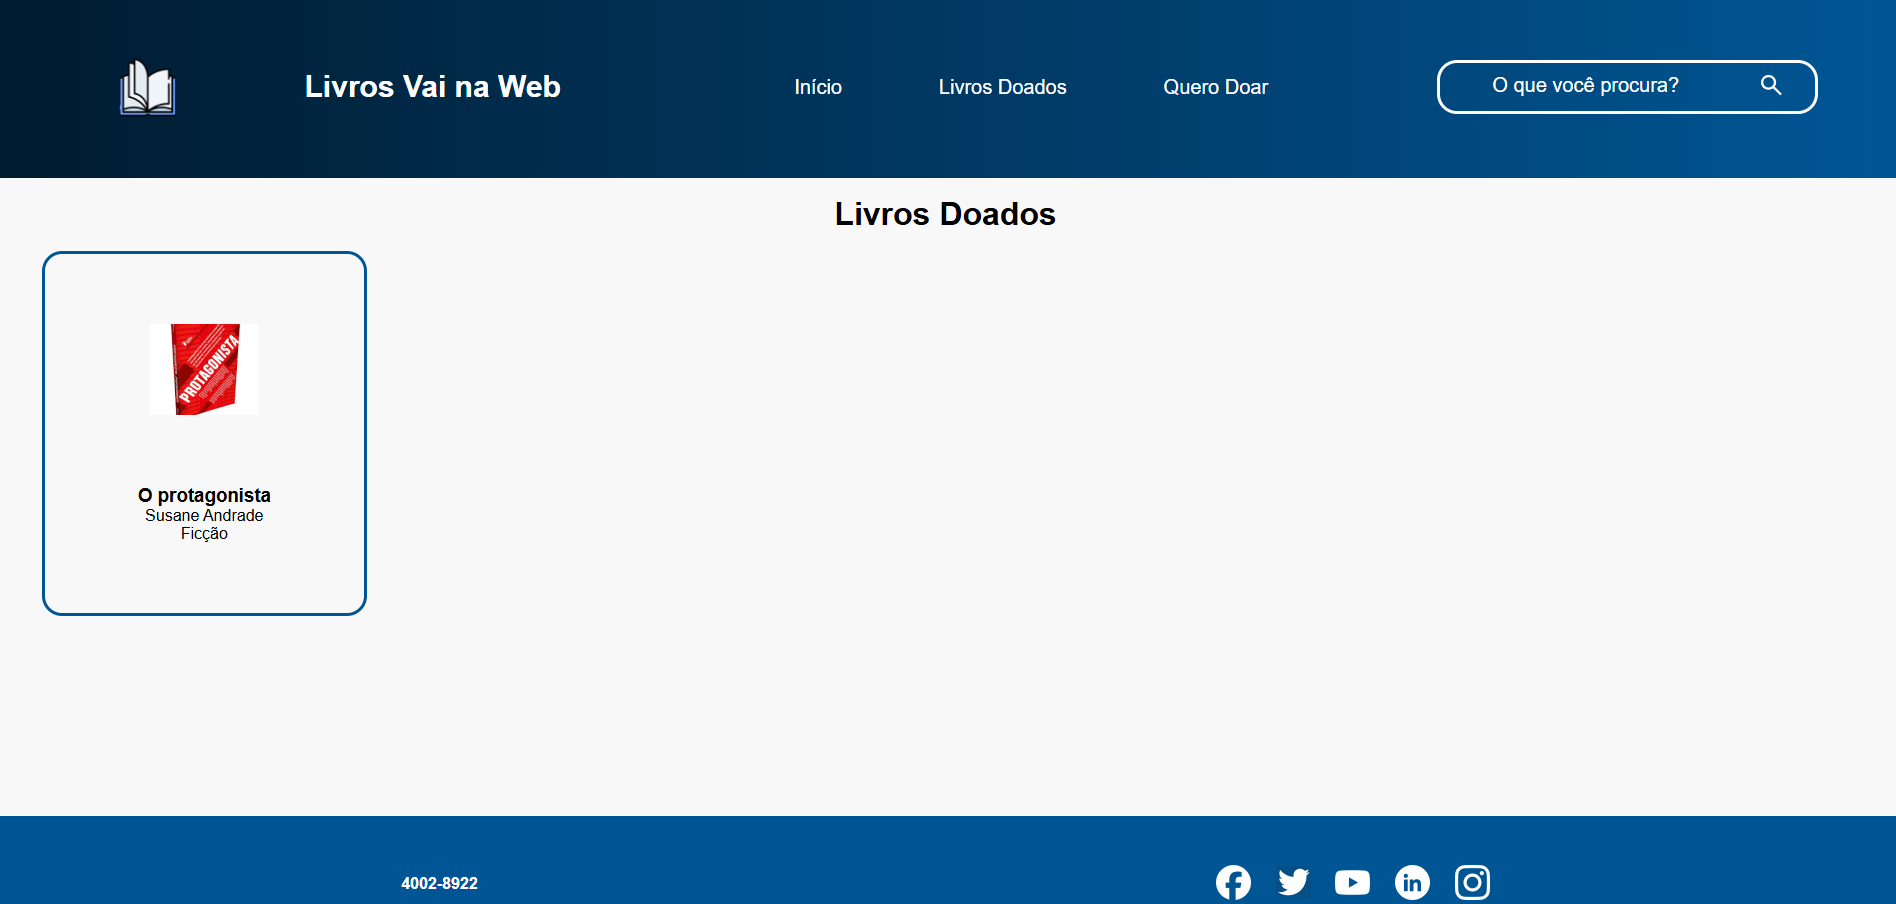 Livros Vai na Web
Início
Livros Doados
Quero Doar
O que você procura?
Livros Doados
PROTAGONISTA
O protagonista
Susane Andrade
Ficção
4002-8922